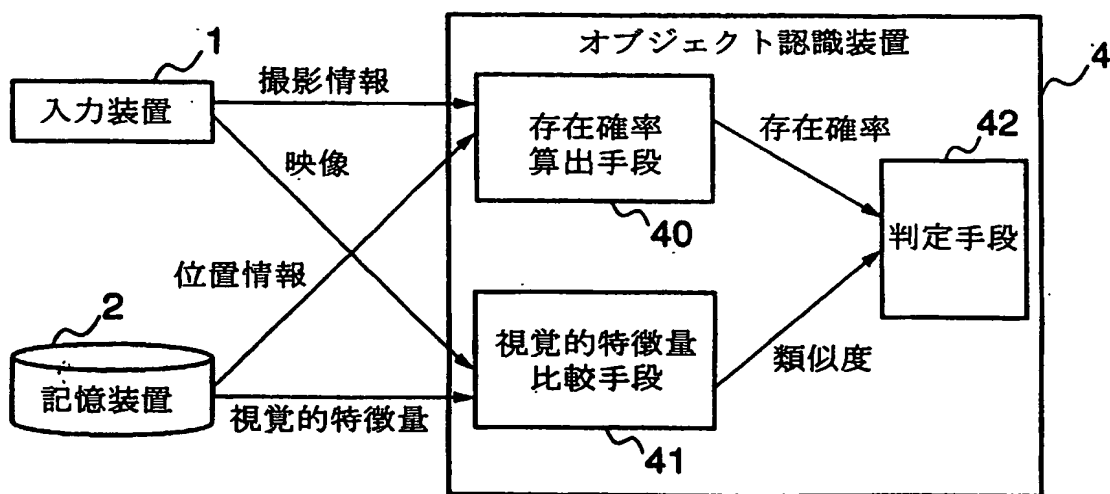 1
入力装置
撮影情報
映像
位置情報
2
記憶装置
視覚的特徴量
オブジェクト認識装置
4
存在確率
算出手段
40
視覚的特徴量
比較手段
41
存在確率
類似度
42
判定手段